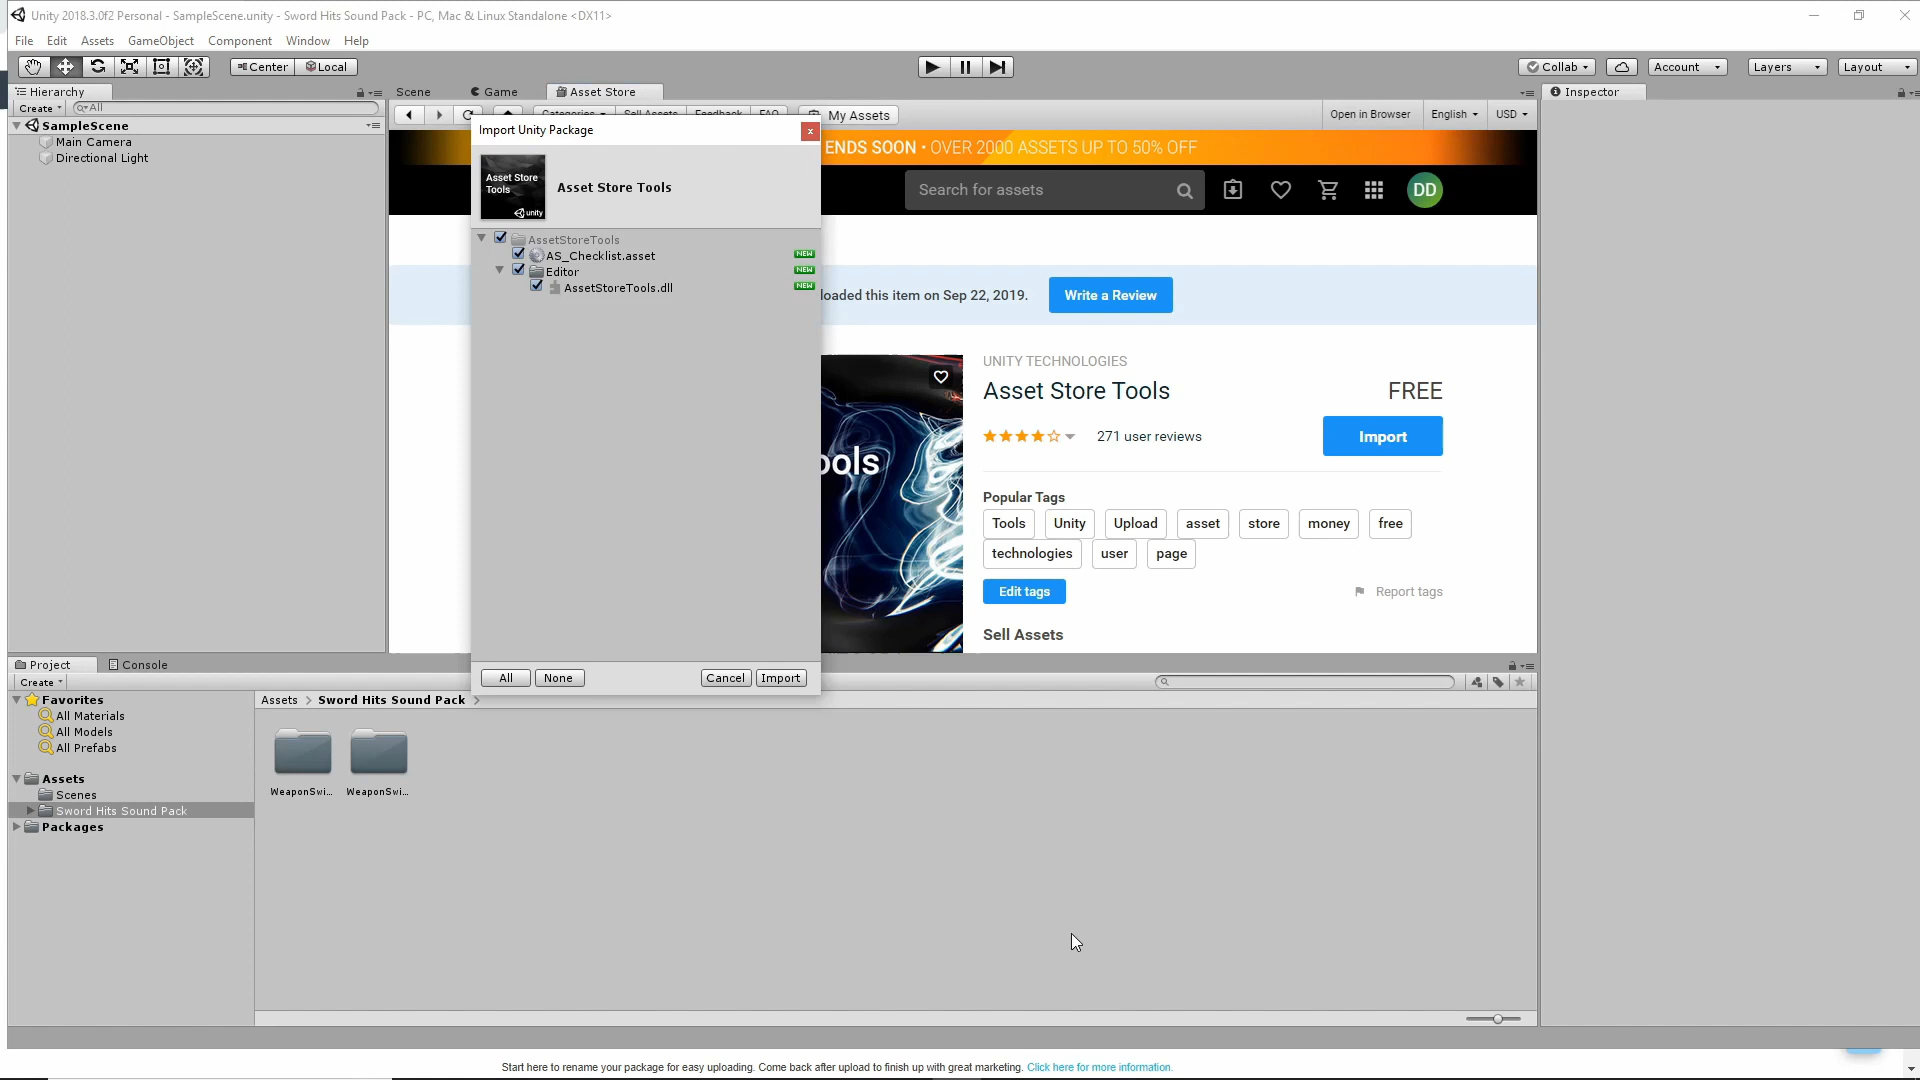 Unity 2018.3.0f2 Personal - SampleScene.unity - Sword Hits Sound Pack - PC, Mac & Linux Standalone <DX11>
File Edit Assets GameObject Component Window Help
Center Local Collab Account Layers Layout
Hierarchy Scene Game Asset Store Inspector
Create All
Categories Sell Assets Feedback FAQ My Assets Open in Browser English USD
SampleScene
Main Camera
Directional Light
Import Unity Package
x
Asset Store Tools
unity
Asset Store Tools
AssetStoreTools
AS_Checklist.asset NEW
Editor NEW
AssetStoreTools.dll NEW
All None Cancel Import
ENDS SOON • OVER 2000 ASSETS UP TO 50% OFF
Search for assets DD
loaded this item on Sep 22, 2019. Write a Review
ools
UNITY TECHNOLOGIES
Asset Store Tools FREE
271 user reviews Import
Popular Tags
Tools Unity Upload asset store money free
technologies user page
Edit tags Report tags
Sell Assets
Project Console
Create
Favorites
All Materials
All Models
All Prefabs
Assets
Scenes
Sword Hits Sound Pack
Packages
Assets > Sword Hits Sound Pack >
WeaponSwi... WeaponSwi...
Start here to rename your package for easy uploading. Come back after upload to finish up with great marketing. Click here for more information.